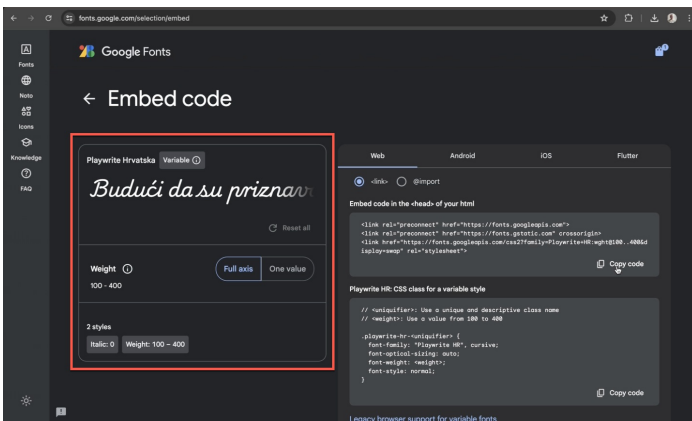 fonts.google.com/selection/embed
Fonts
Noto
Icons
Knowledge
FAQ
Google Fonts
Embed code
Playwrite Hrvatska Variable
Budući da su priznanr
Reset all
Weight
Full axis One value
100 - 400
2 styles
Italic: 0 Weight: 100 – 400
Web Android iOS Flutter
<link> @import
Embed code in the <head> of your html
<link rel="preconnect" href="https://fonts.googleapis.com">
<link rel="preconnect" href="https://fonts.gstatic.com" crossorigin>
<link href="https://fonts.googleapis.com/css2?family=Playwrite+HR:wght@100..400&d
isplay=swap" rel="stylesheet">
Copy code
Playwrite HR: CSS class for a variable style
// <uniquifier>: Use a unique and descriptive class name
// <weight>: Use a value from 100 to 400
.playwrite-hr-<uniquifier> {
font-family: "Playwrite HR", cursive;
font-optical-sizing: auto;
font-weight: <weight>;
font-style: normal;
}
Copy code
Legacy browser support for variable fonts